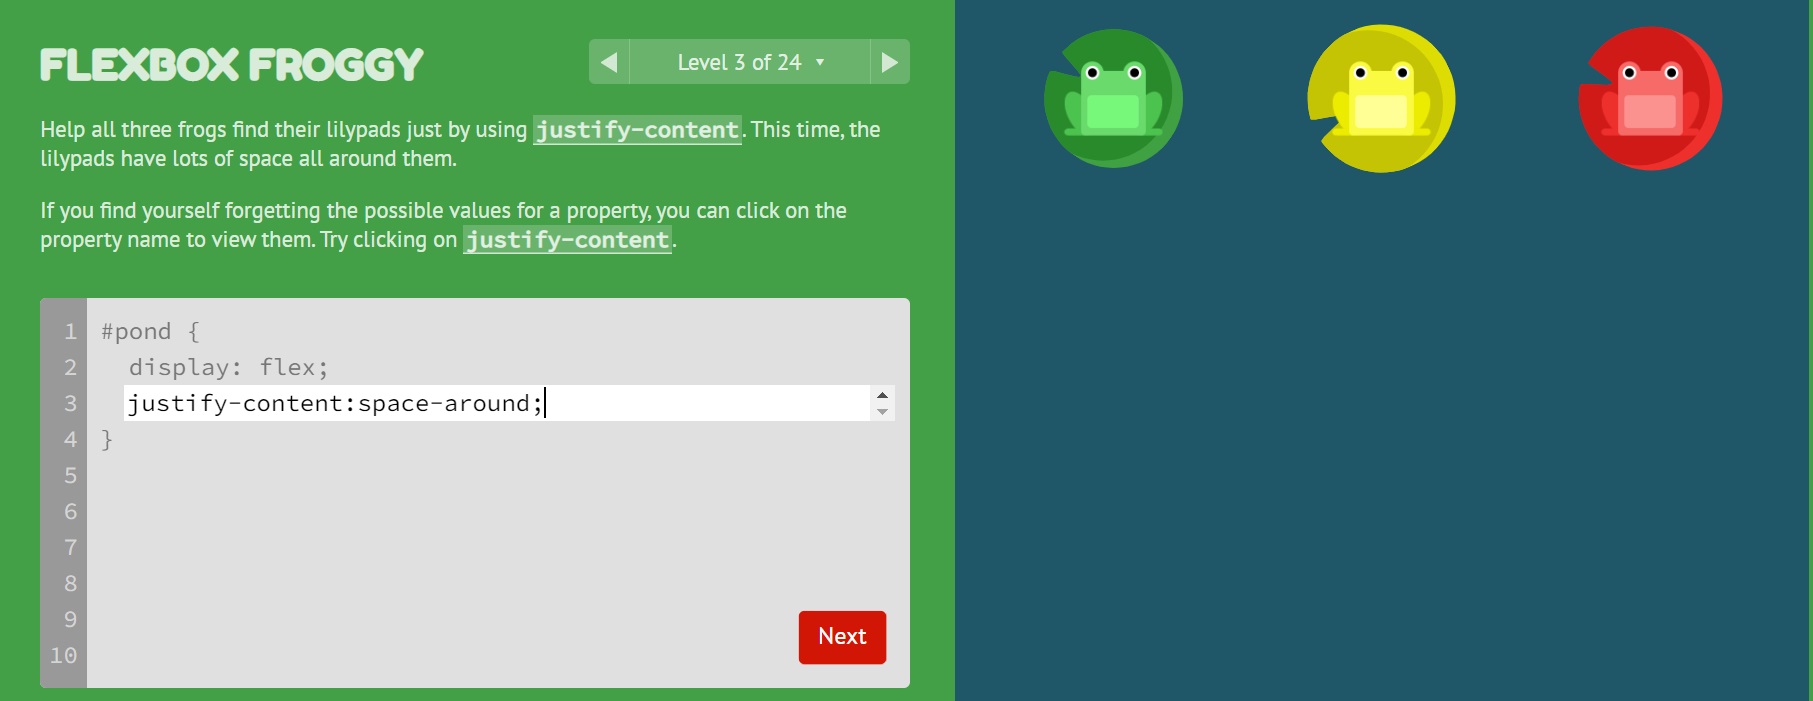 FLEXBOX FROGGY
Level 3 of 24
Help all three frogs find their lilypads just by using justify-content. This time, the
lilypads have lots of space all around them.
If you find yourself forgetting the possible values for a property, you can click on the
property name to view them. Try clicking on justify-content.
1 #pond {
2 display: flex;
3 justify-content:space-around;
4 }
5
6
7
8
9
10
Next